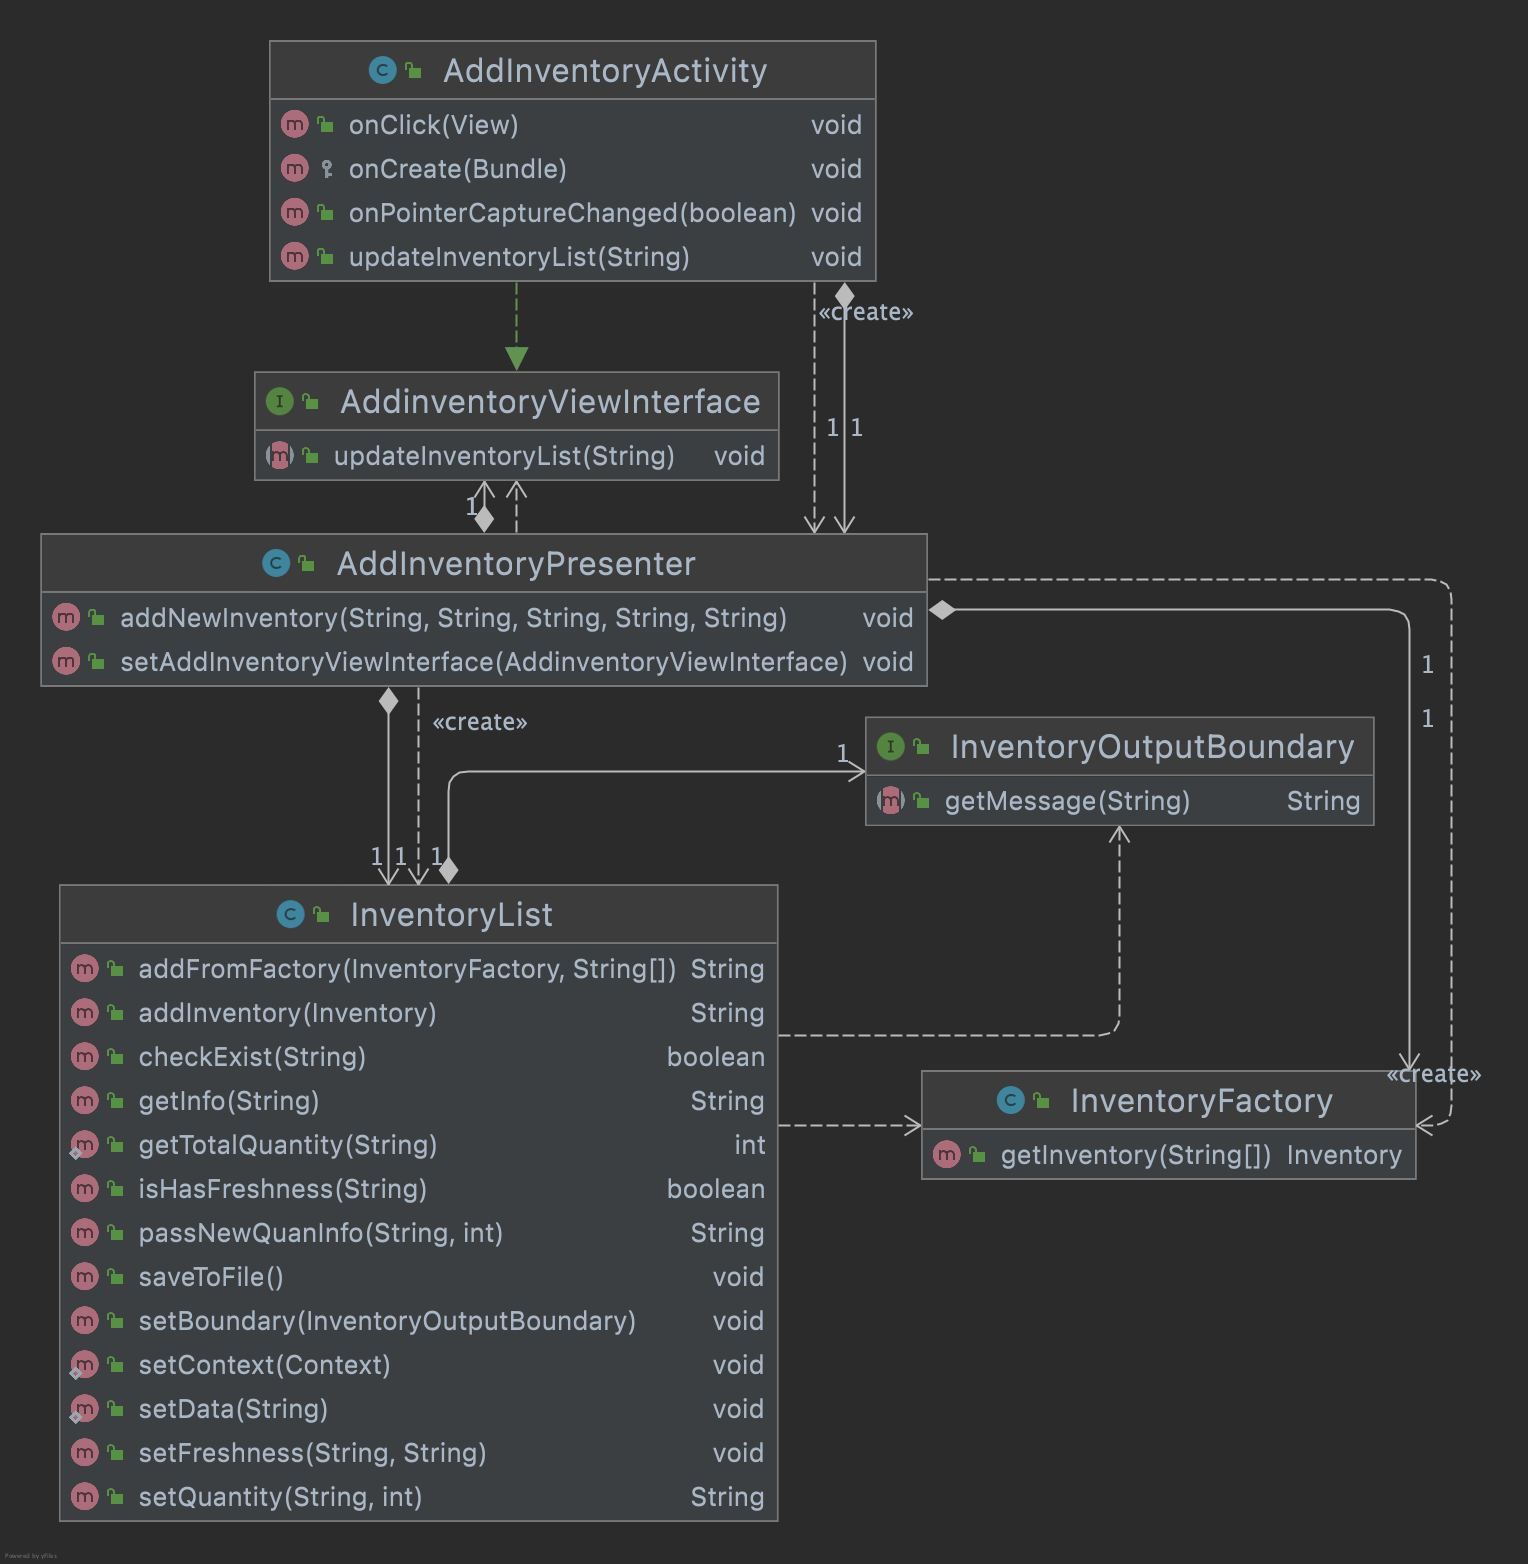 AddInventoryActivity
onClick(View) void
onCreate(Bundle) void
onPointerCaptureChanged(boolean) void
updateInventoryList(String) void
«create»
1 1
AddinventoryViewInterface
updateInventoryList(String) void
1
AddInventoryPresenter
addNewInventory(String, String, String, String, String) void
setAddInventoryViewInterface(AddinventoryViewInterface) void
1
«create»
1
InventoryOutputBoundary
1
getMessage(String) String
1 1 1
InventoryList
addFromFactory(InventoryFactory, String[]) String
addInventory(Inventory) String
checkExist(String) boolean
getInfo(String) String
getTotalQuantity(String) int
isHasFreshness(String) boolean
passNewQuanInfo(String, int) String
saveToFile() void
setBoundary(InventoryOutputBoundary) void
setContext(Context) void
setData(String) void
setFreshness(String, String) void
setQuantity(String, int) String
«create»
InventoryFactory
getInventory(String[]) Inventory
Powered by yFiles